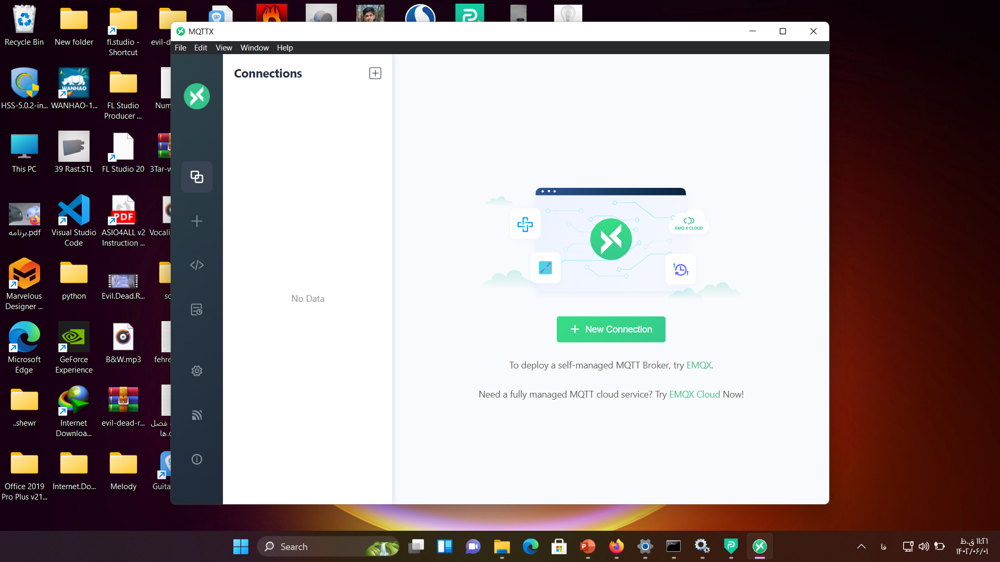 Recycle Bin
New folder
fl.studio -
Shortcut
evil-d
gp
MQTTX
File Edit View Window Help
Connections
HSS-5.0.2-in...
WANHAO
WANHAO-1...
FL Studio
Producer ...
Num
This PC
39 Rast.STL
FL Studio 20
3Tar-w
برنامه.pdf
Visual Studio
Code
PDF
ASIO4ALL v2
Instruction ...
Vocali
Marvelous
Designer ...
python
Evil.Dead.R...
sc
No Data
EMQ X CLOUD
New Connection
To deploy a self-managed MQTT Broker, try EMQX.
Need a fully managed MQTT cloud service? Try EMQX Cloud Now!
Microsoft
Edge
GeForce
Experience
B&W.mp3
fehre
..shewr
Internet
Downloa...
evil-dead-r...
فصل
Office 2019
Pro Plus v21...
Internet.Do...
Melody
Guita
Search
فا
۱۱:۲۱ ق.ظ
۱۴۰۲/۰۶/۰۱